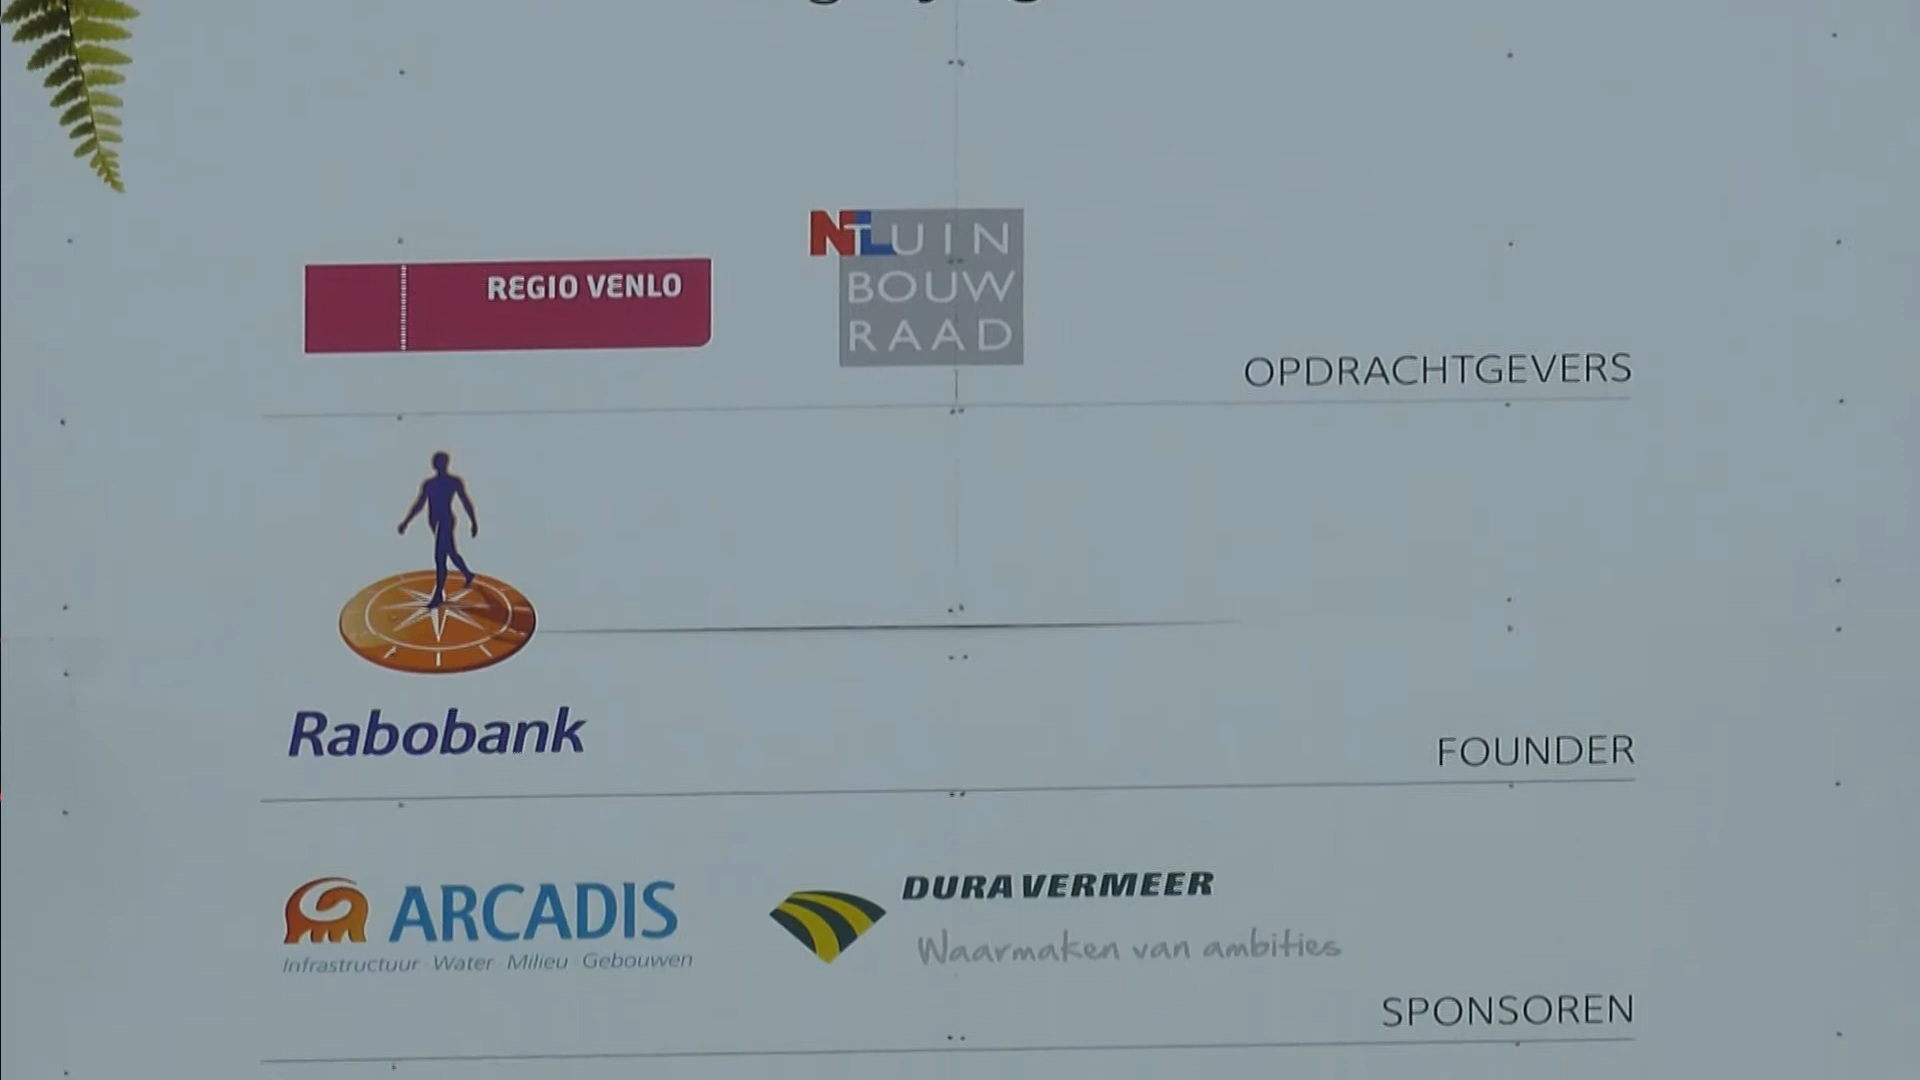 REGIO VENLO
NL TUIN
BOUW
RAAD
OPDRACHTGEVERS
Rabobank
FOUNDER
ARCADIS
Infrastructuur · Water · Milieu · Gebouwen
DURA VERMEER
Waarmaken van ambities
SPONSOREN